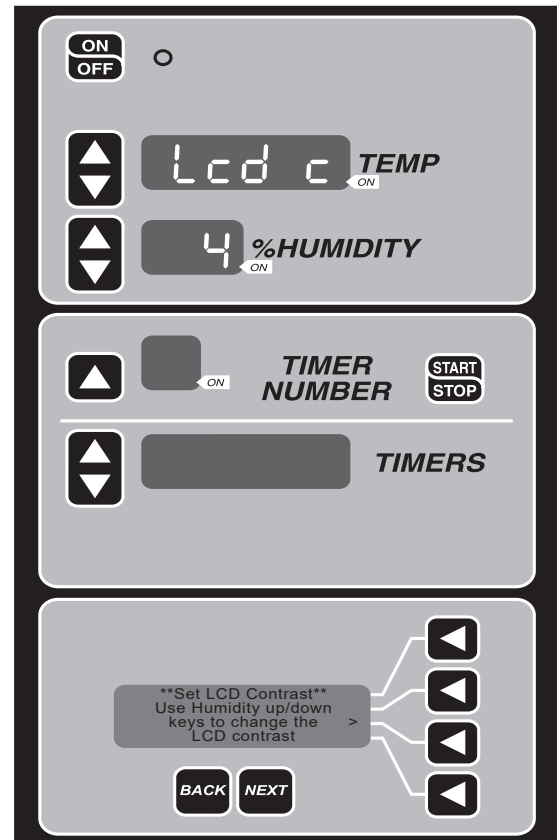 ON
OFF
Lcd c TEMP
ON
4 %HUMIDITY
ON
ON
TIMER
NUMBER
START
STOP
TIMERS
**Set LCD Contrast**
Use Humidity up/down
keys to change the >
LCD contrast
BACK NEXT